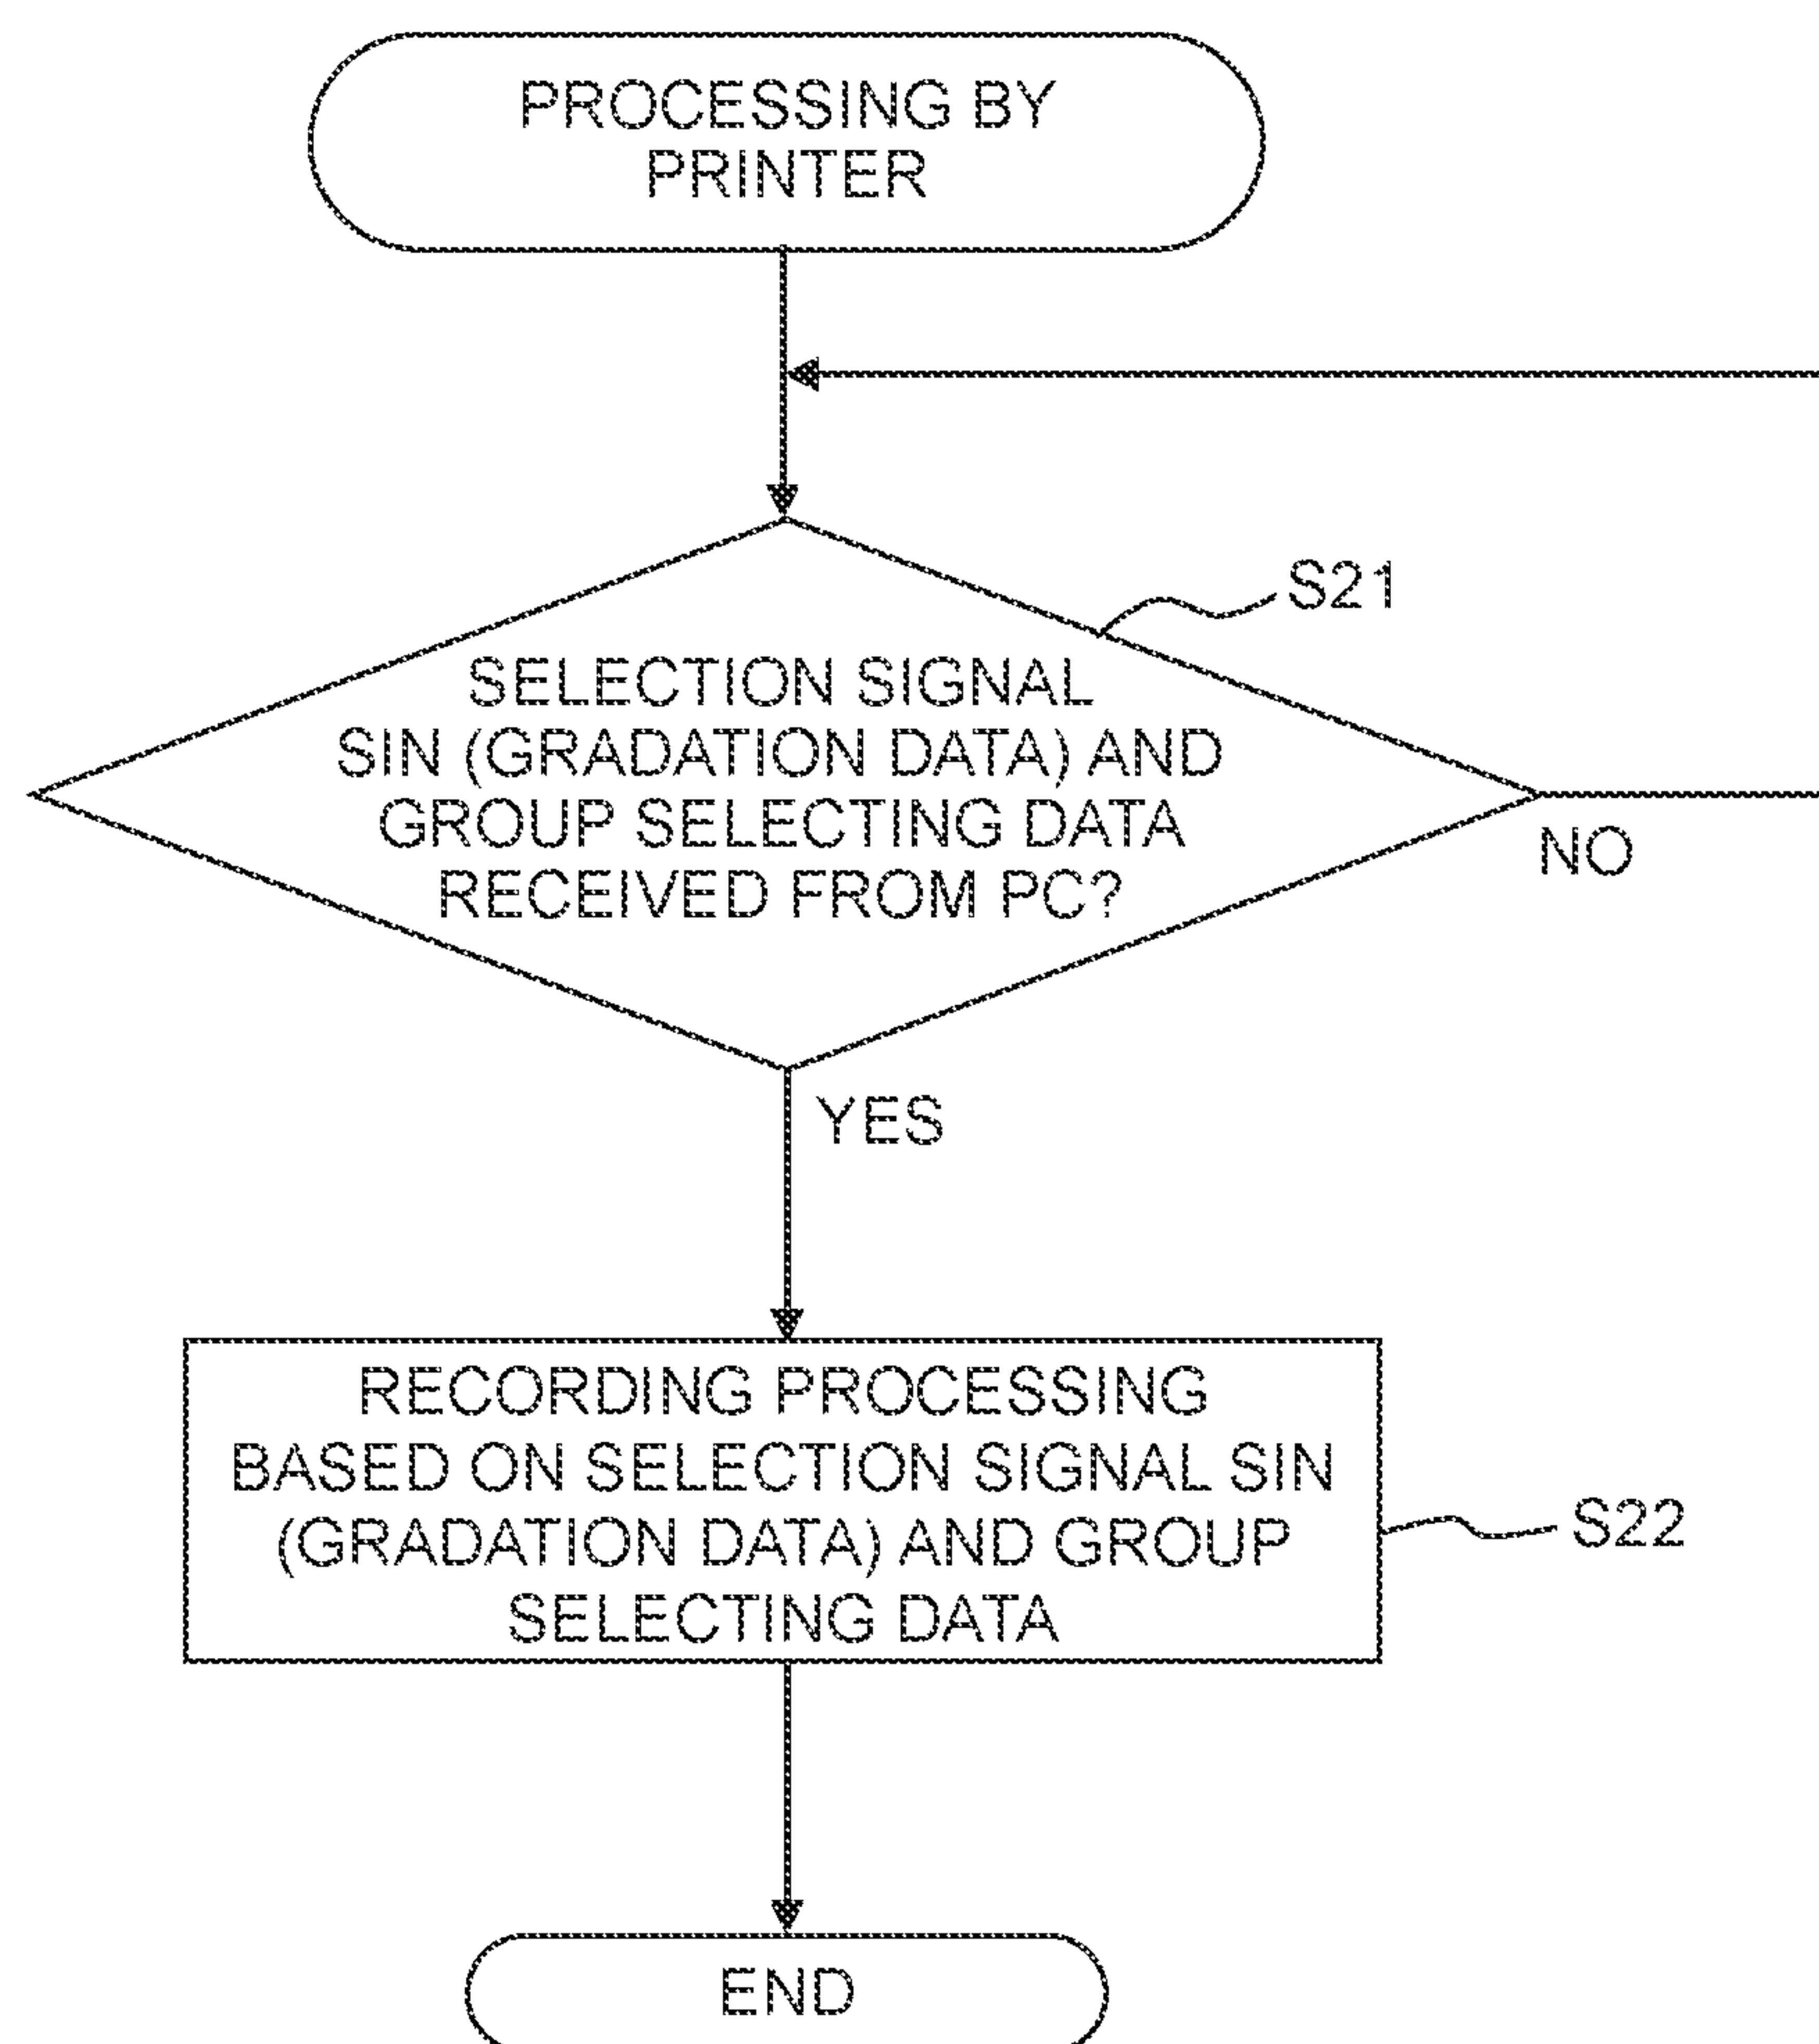 PROCESSING BY
PRINTER
S21
SELECTION SIGNAL
SIN (GRADATION DATA) AND
GROUP SELECTING DATA
RECEIVED FROM PC?
NO
YES
RECORDING PROCESSING
BASED ON SELECTION SIGNAL SIN
(GRADATION DATA) AND GROUP
SELECTING DATA
S22
END